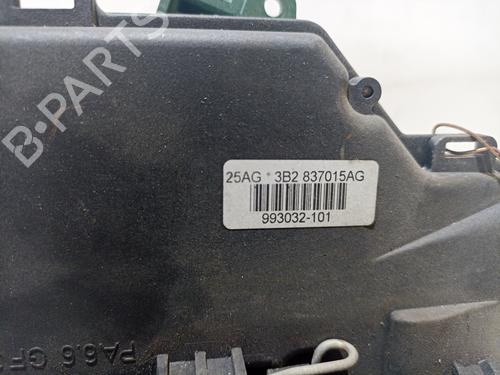 B-PARTS
25AG * 3B2 837015AG
993032-101
PA6.6 GF